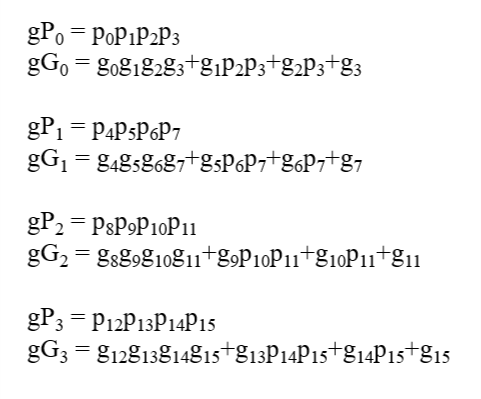 gP₀ = p₀p₁p₂p₃
gG₀ = g₀g₁g₂g₃+g₁p₂p₃+g₂p₃+g₃
gP₁ = p₄p₅p₆p₇
gG₁ = g₄g₅g₆g₇+g₅p₆p₇+g₆p₇+g₇
gP₂ = p₈p₉p₁₀p₁₁
gG₂ = g₈g₉g₁₀g₁₁+g₉p₁₀p₁₁+g₁₀p₁₁+g₁₁
gP₃ = p₁₂p₁₃p₁₄p₁₅
gG₃ = g₁₂g₁₃g₁₄g₁₅+g₁₃p₁₄p₁₅+g₁₄p₁₅+g₁₅